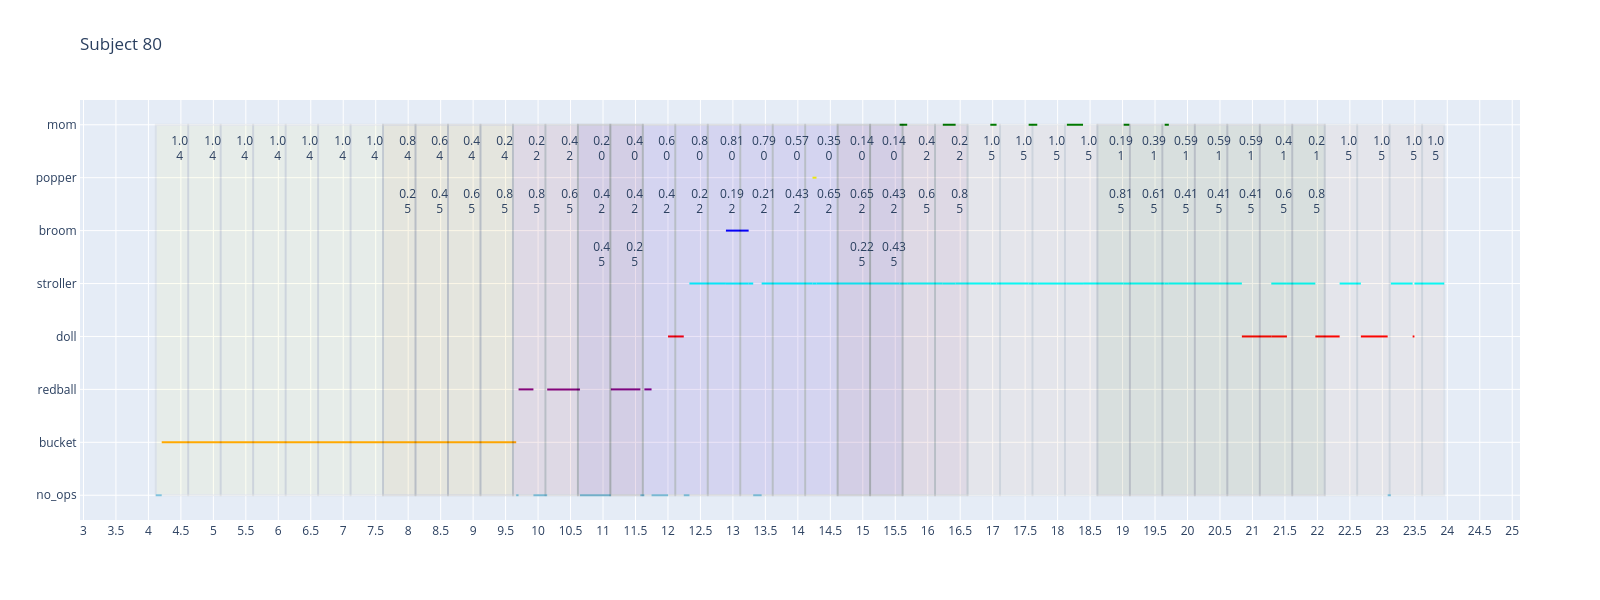 Subject 80
mom
1.0 1.0 1.0 1.0 1.0 1.0 1.0 0.8 0.6 0.4 0.2 0.2 0.4 0.2 0.4 0.6 0.8 0.81 0.79 0.57 0.35 0.14 0.14 0.4 0.2 1.0 1.0 1.0 1.0 0.19 0.39 0.59 0.59 0.59 0.4 0.2 1.0 1.0 1.0 1.0
4 4 4 4 4 4 4 4 4 4 4 2 2 0 0 0 0 0 0 0 0 0 0 2 2 5 5 5 5 1 1 1 1 1 1 1 5 5 5 5
popper
0.2 0.4 0.6 0.8 0.8 0.6 0.4 0.4 0.4 0.2 0.19 0.21 0.43 0.65 0.65 0.43 0.6 0.8 0.81 0.61 0.41 0.41 0.41 0.6 0.8
5 5 5 5 5 5 2 2 2 2 2 2 2 2 2 2 5 5 5 5 5 5 5 5 5
broom
0.4 0.2 0.22 0.43
5 5 5 5
stroller
doll
redball
bucket
no_ops
3 3.5 4 4.5 5 5.5 6 6.5 7 7.5 8 8.5 9 9.5 10 10.5 11 11.5 12 12.5 13 13.5 14 14.5 15 15.5 16 16.5 17 17.5 18 18.5 19 19.5 20 20.5 21 21.5 22 22.5 23 23.5 24 24.5 25